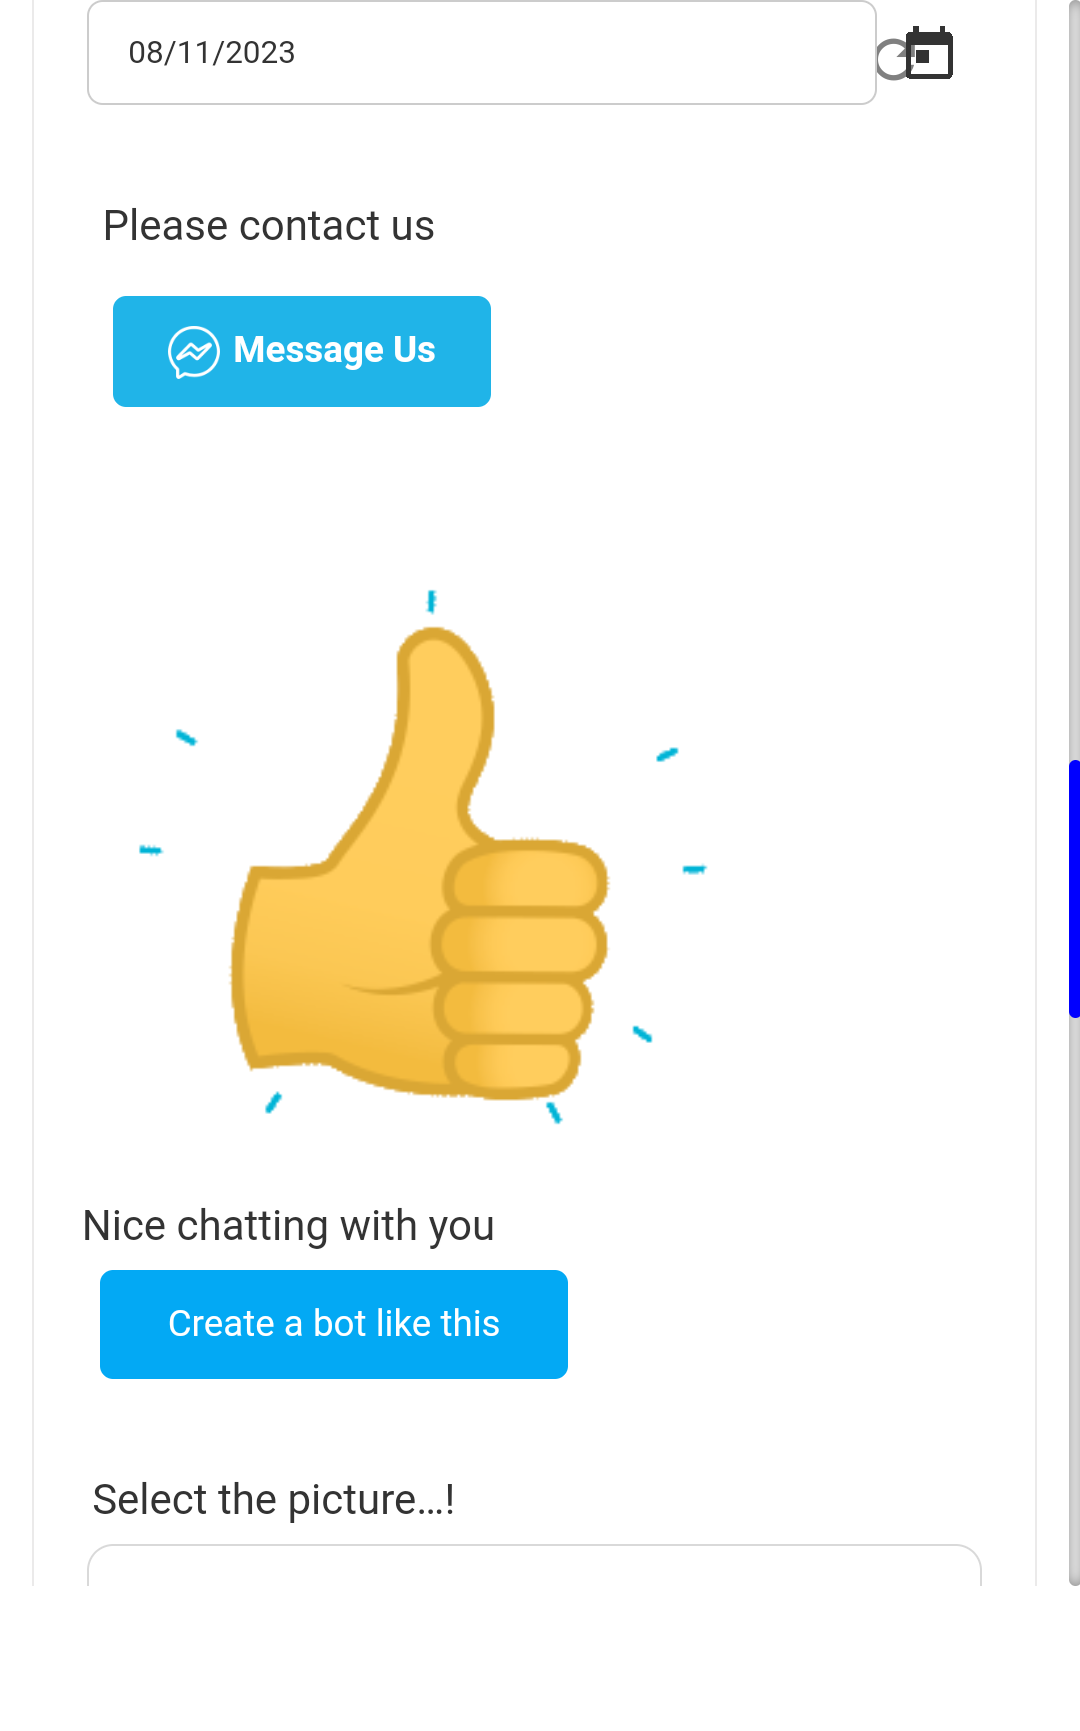 08/11/2023
Please contact us
Message Us
Nice chatting with you
Create a bot like this
Select the picture...!